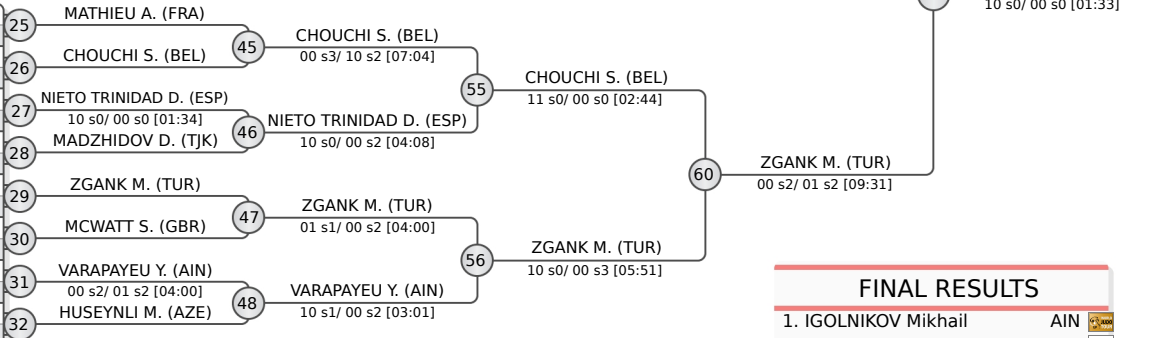 10 s0/ 00 s0 [01:33]
25
MATHIEU A. (FRA)
26
CHOUCHI S. (BEL)
45
CHOUCHI S. (BEL)
00 s3/ 10 s2 [07:04]
27
NIETO TRINIDAD D. (ESP)
10 s0/ 00 s0 [01:34]
28
MADZHIDOV D. (TJK)
46
NIETO TRINIDAD D. (ESP)
10 s0/ 00 s2 [04:08]
55
CHOUCHI S. (BEL)
11 s0/ 00 s0 [02:44]
29
ZGANK M. (TUR)
30
MCWATT S. (GBR)
47
ZGANK M. (TUR)
01 s1/ 00 s2 [04:00]
31
VARAPAYEU Y. (AIN)
00 s2/ 01 s2 [04:00]
32
HUSEYNLI M. (AZE)
48
VARAPAYEU Y. (AIN)
10 s1/ 00 s2 [03:01]
56
ZGANK M. (TUR)
10 s0/ 00 s3 [05:51]
60
ZGANK M. (TUR)
00 s2/ 01 s2 [09:31]
FINAL RESULTS
1. IGOLNIKOV Mikhail AIN